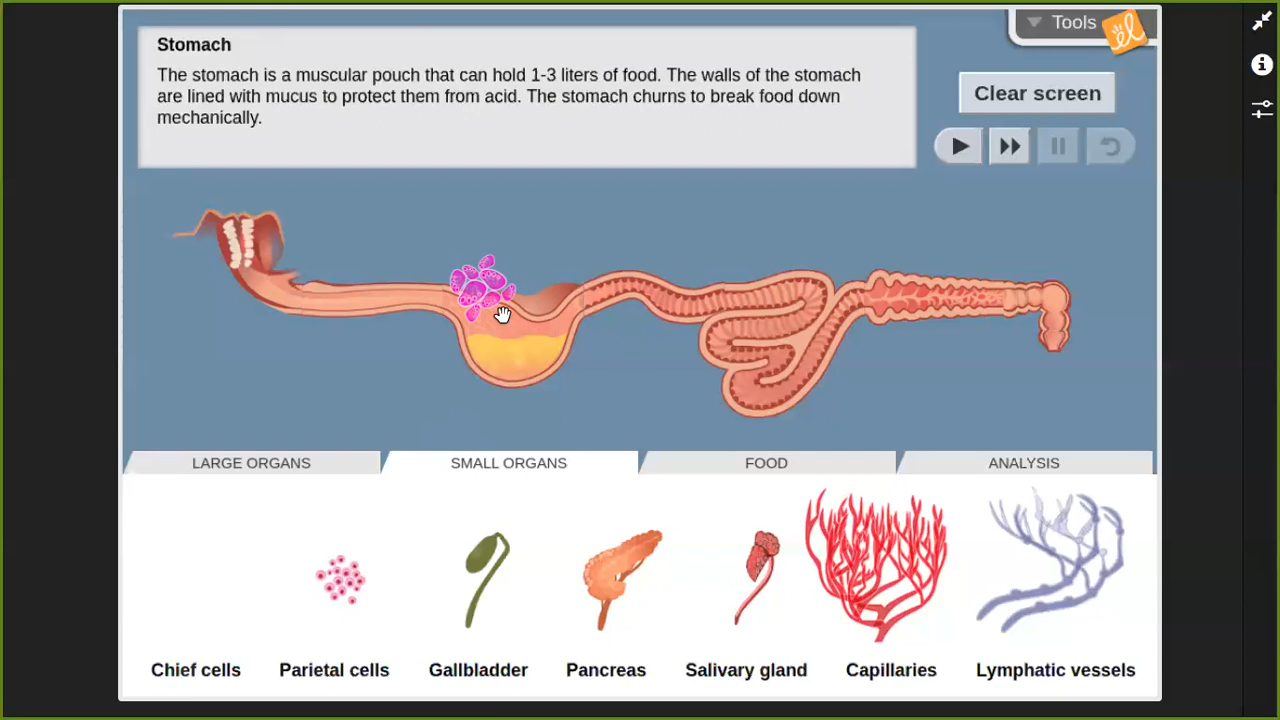 Stomach
The stomach is a muscular pouch that can hold 1-3 liters of food. The walls of the stomach
are lined with mucus to protect them from acid. The stomach churns to break food down
mechanically.
Tools
Clear screen
LARGE ORGANS
SMALL ORGANS
FOOD
ANALYSIS
Chief cells
Parietal cells
Gallbladder
Pancreas
Salivary gland
Capillaries
Lymphatic vessels